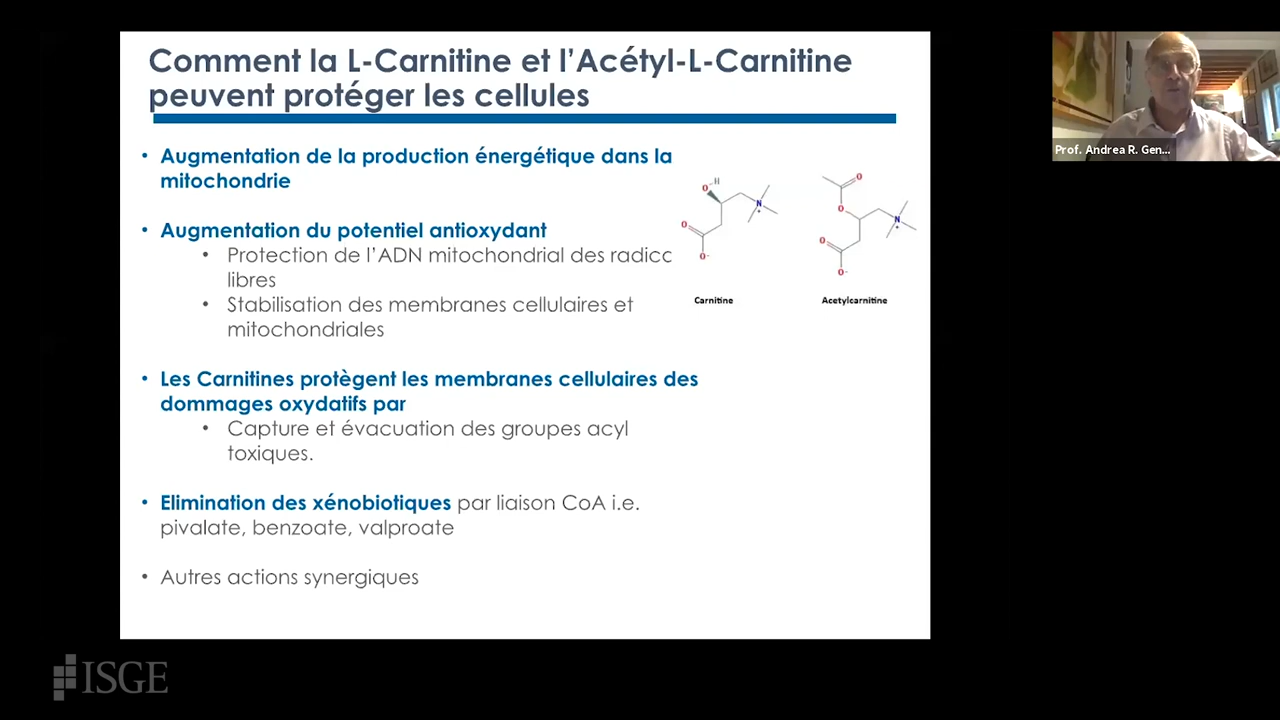 Comment la L-Carnitine et l'Acétyl-L-Carnitine
peuvent protéger les cellules
• Augmentation de la production énergétique dans la
mitochondrie
• Augmentation du potentiel antioxydant
• Protection de l'ADN mitochondrial des radicc
libres
• Stabilisation des membranes cellulaires et
mitochondriales
• Les Carnitines protègent les membranes cellulaires des
dommages oxydatifs par
• Capture et évacuation des groupes acyl
toxiques.
• Elimination des xénobiotiques par liaison CoA i.e.
pivalate, benzoate, valproate
• Autres actions synergiques
O H
N+
O
O-
Carnitine
O
O
N+
O
O-
Acetylcarnitine
Prof. Andrea R. Gen...
ISGE